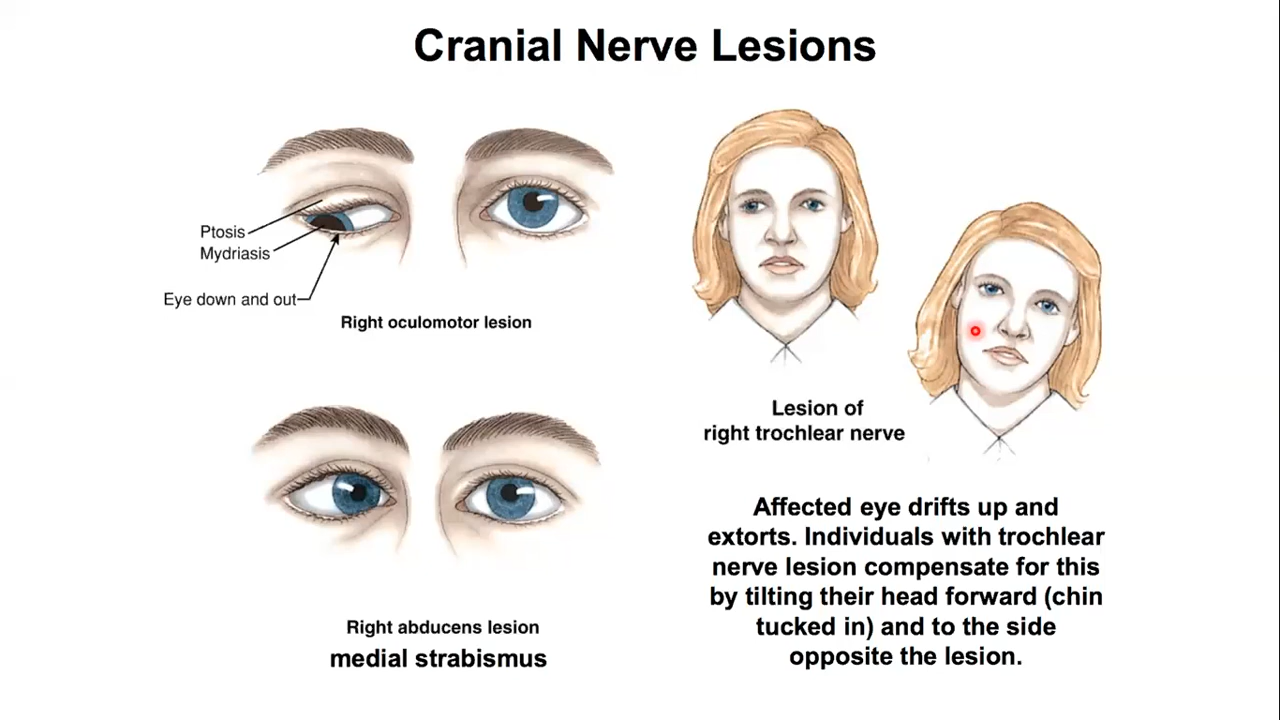 Cranial Nerve Lesions
Ptosis
Mydriasis
Eye down and out
Right oculomotor lesion
Right abducens lesion
medial strabismus
Lesion of
right trochlear nerve
Affected eye drifts up and
extorts. Individuals with trochlear
nerve lesion compensate for this
by tilting their head forward (chin
tucked in) and to the side
opposite the lesion.